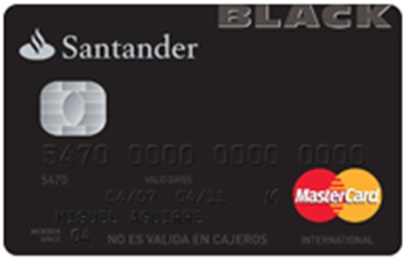 BLACK
Santander
5470 0000 0000 0000
5470 VALID DATES
04/07 04/11 M
MasterCard
MIGUEL AGUIRRE
MEMBER SINCE 04 NO ES VALIDA EN CAJEROS INTERNATIONAL